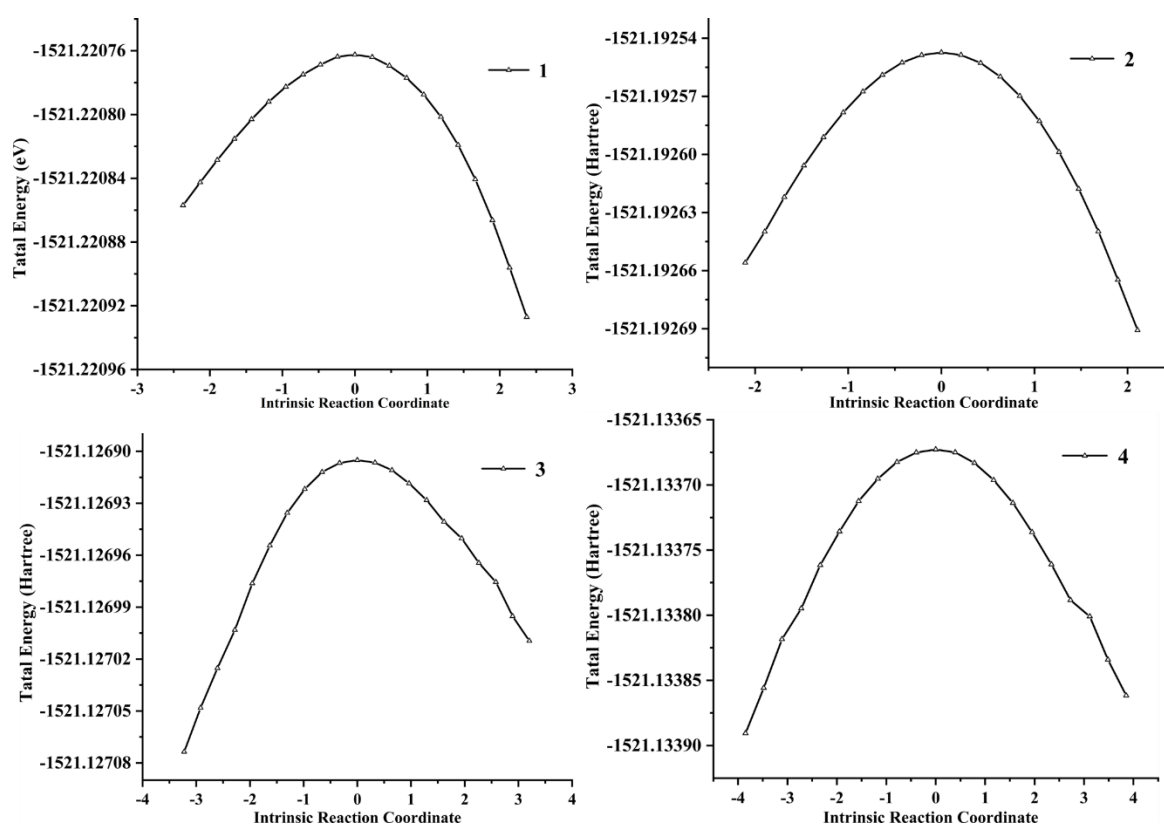 Tatal Energy (eV)
-1521.22076
-1521.22080
-1521.22084
-1521.22088
-1521.22092
-1521.22096
1
-3 -2 -1 0 1 2 3
Intrinsic Reaction Coordinate
Tatal Energy (Hartree)
-1521.19254
-1521.19257
-1521.19260
-1521.19263
-1521.19266
-1521.19269
2
-2 -1 0 1 2
Intrinsic Reaction Coordinate
Tatal Energy (Hartree)
-1521.12690
-1521.12693
-1521.12696
-1521.12699
-1521.12702
-1521.12705
-1521.12708
3
-4 -3 -2 -1 0 1 2 3 4
Intrinsic Reaction Coordinate
Tatal Energy (Hartree)
-1521.13365
-1521.13370
-1521.13375
-1521.13380
-1521.13385
-1521.13390
4
-4 -3 -2 -1 0 1 2 3 4
Intrinsic Reaction Coordinate